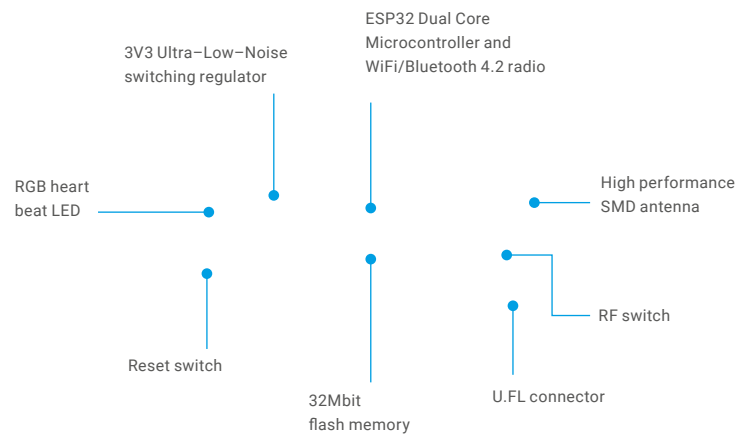 ESP32 Dual Core
Microcontroller and
WiFi/Bluetooth 4.2 radio
3V3 Ultra–Low–Noise
switching regulator
RGB heart
beat LED
High performance
SMD antenna
RF switch
Reset switch
32Mbit
flash memory
U.FL connector